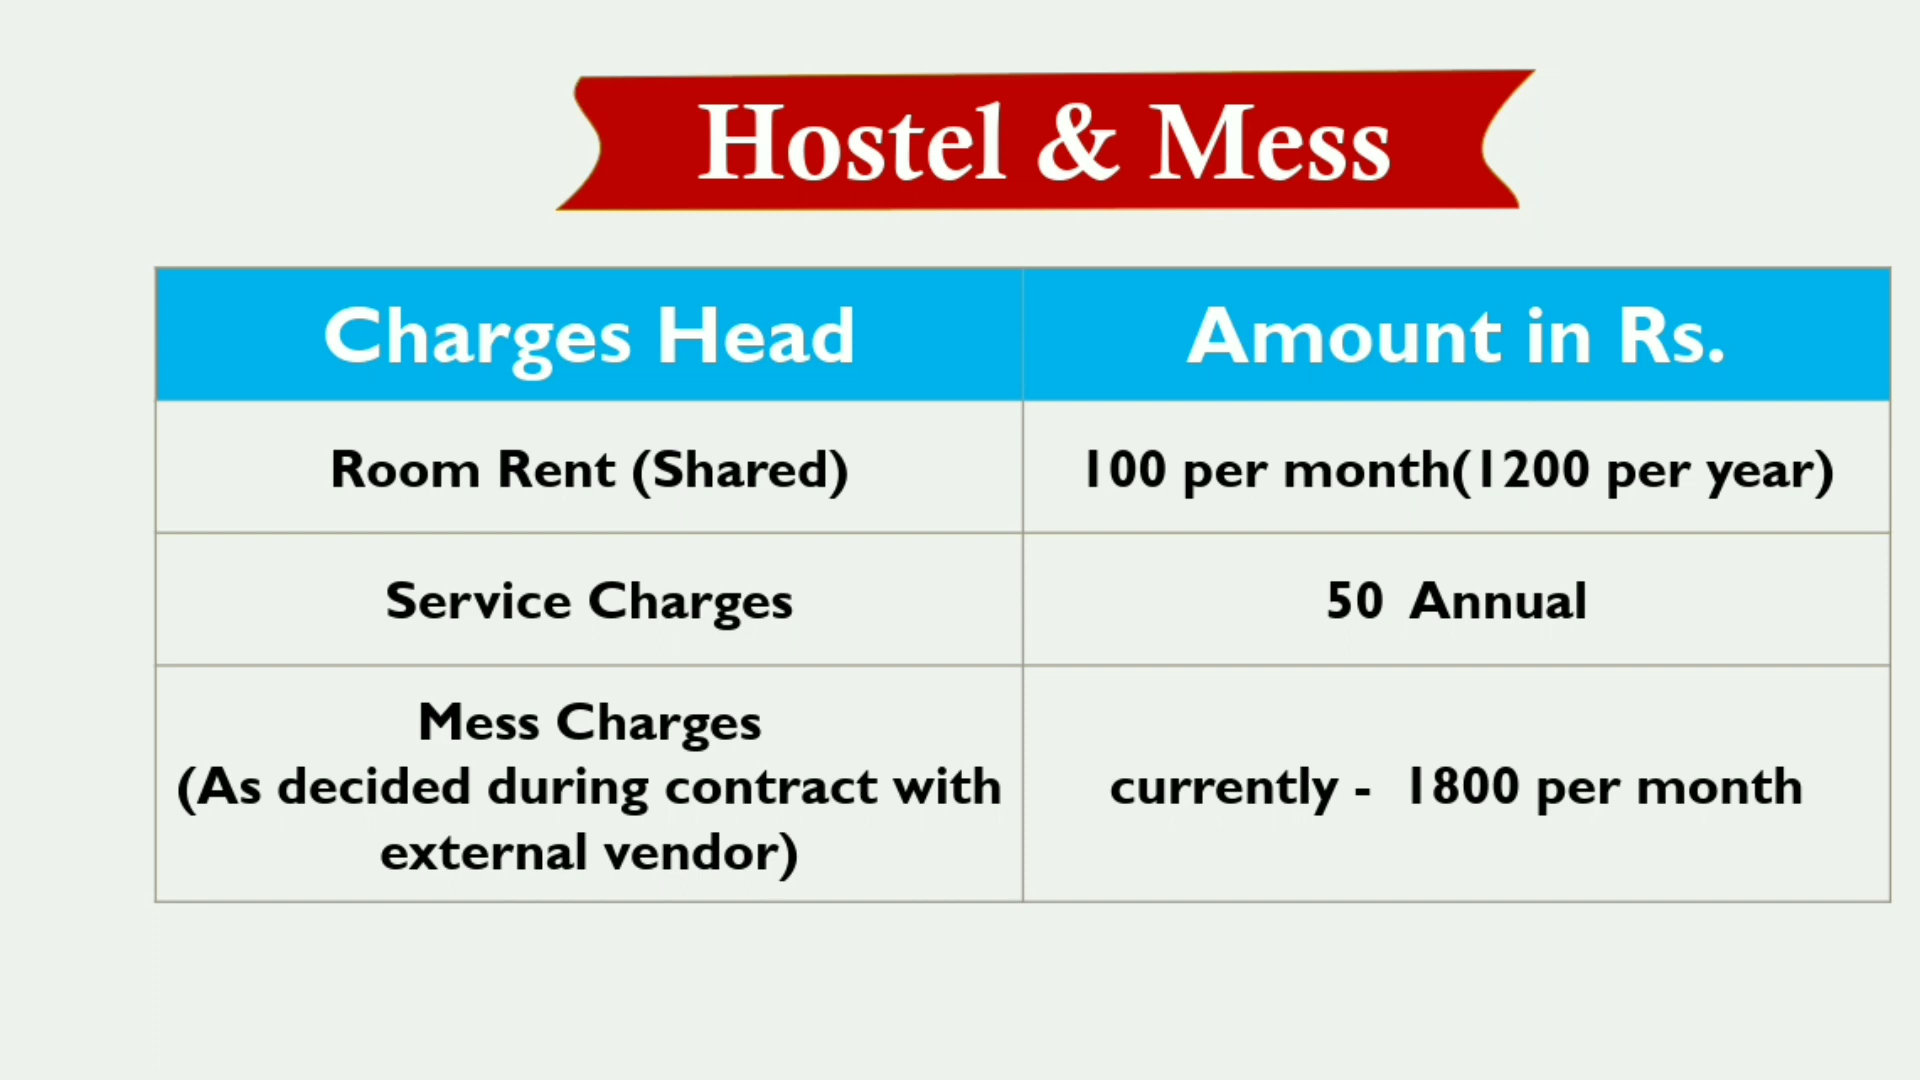 Hostel & Mess
Charges Head
Amount in Rs.
Room Rent (Shared)
100 per month(1200 per year)
Service Charges
50 Annual
Mess Charges
(As decided during contract with
external vendor)
currently - 1800 per month